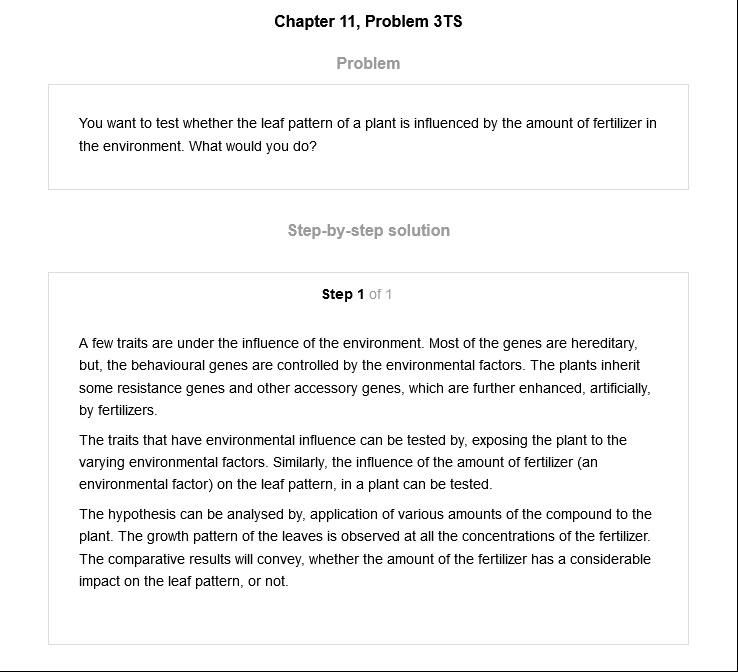 Chapter 11, Problem 3TS
Problem
You want to test whether the leaf pattern of a plant is influenced by the amount of fertilizer in
the environment. What would you do?
Step-by-step solution
Step 1 of 1
A few traits are under the influence of the environment. Most of the genes are hereditary,
but, the behavioural genes are controlled by the environmental factors. The plants inherit
some resistance genes and other accessory genes, which are further enhanced, artificially,
by fertilizers.
The traits that have environmental influence can be tested by, exposing the plant to the
varying environmental factors. Similarly, the influence of the amount of fertilizer (an
environmental factor) on the leaf pattern, in a plant can be tested.
The hypothesis can be analysed by, application of various amounts of the compound to the
plant. The growth pattern of the leaves is observed at all the concentrations of the fertilizer.
The comparative results will convey, whether the amount of the fertilizer has a considerable
impact on the leaf pattern, or not.